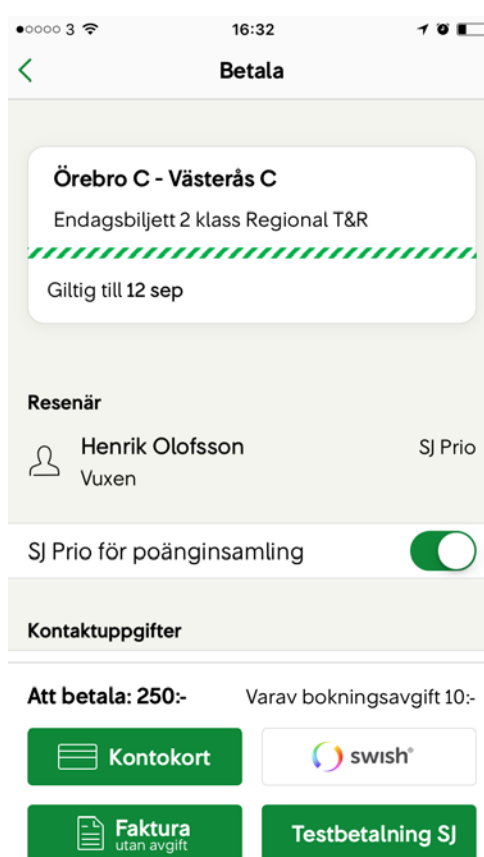 3 16:32
Betala
Örebro C - Västerås C
Endagsbiljett 2 klass Regional T&R
Giltig till 12 sep
Resenär
Henrik Olofsson SJ Prio
Vuxen
SJ Prio för poänginsamling
Kontaktuppgifter
Att betala: 250:- Varav bokningsavgift 10:-
Kontokort swish®
Faktura Testbetalning SJ
utan avgift